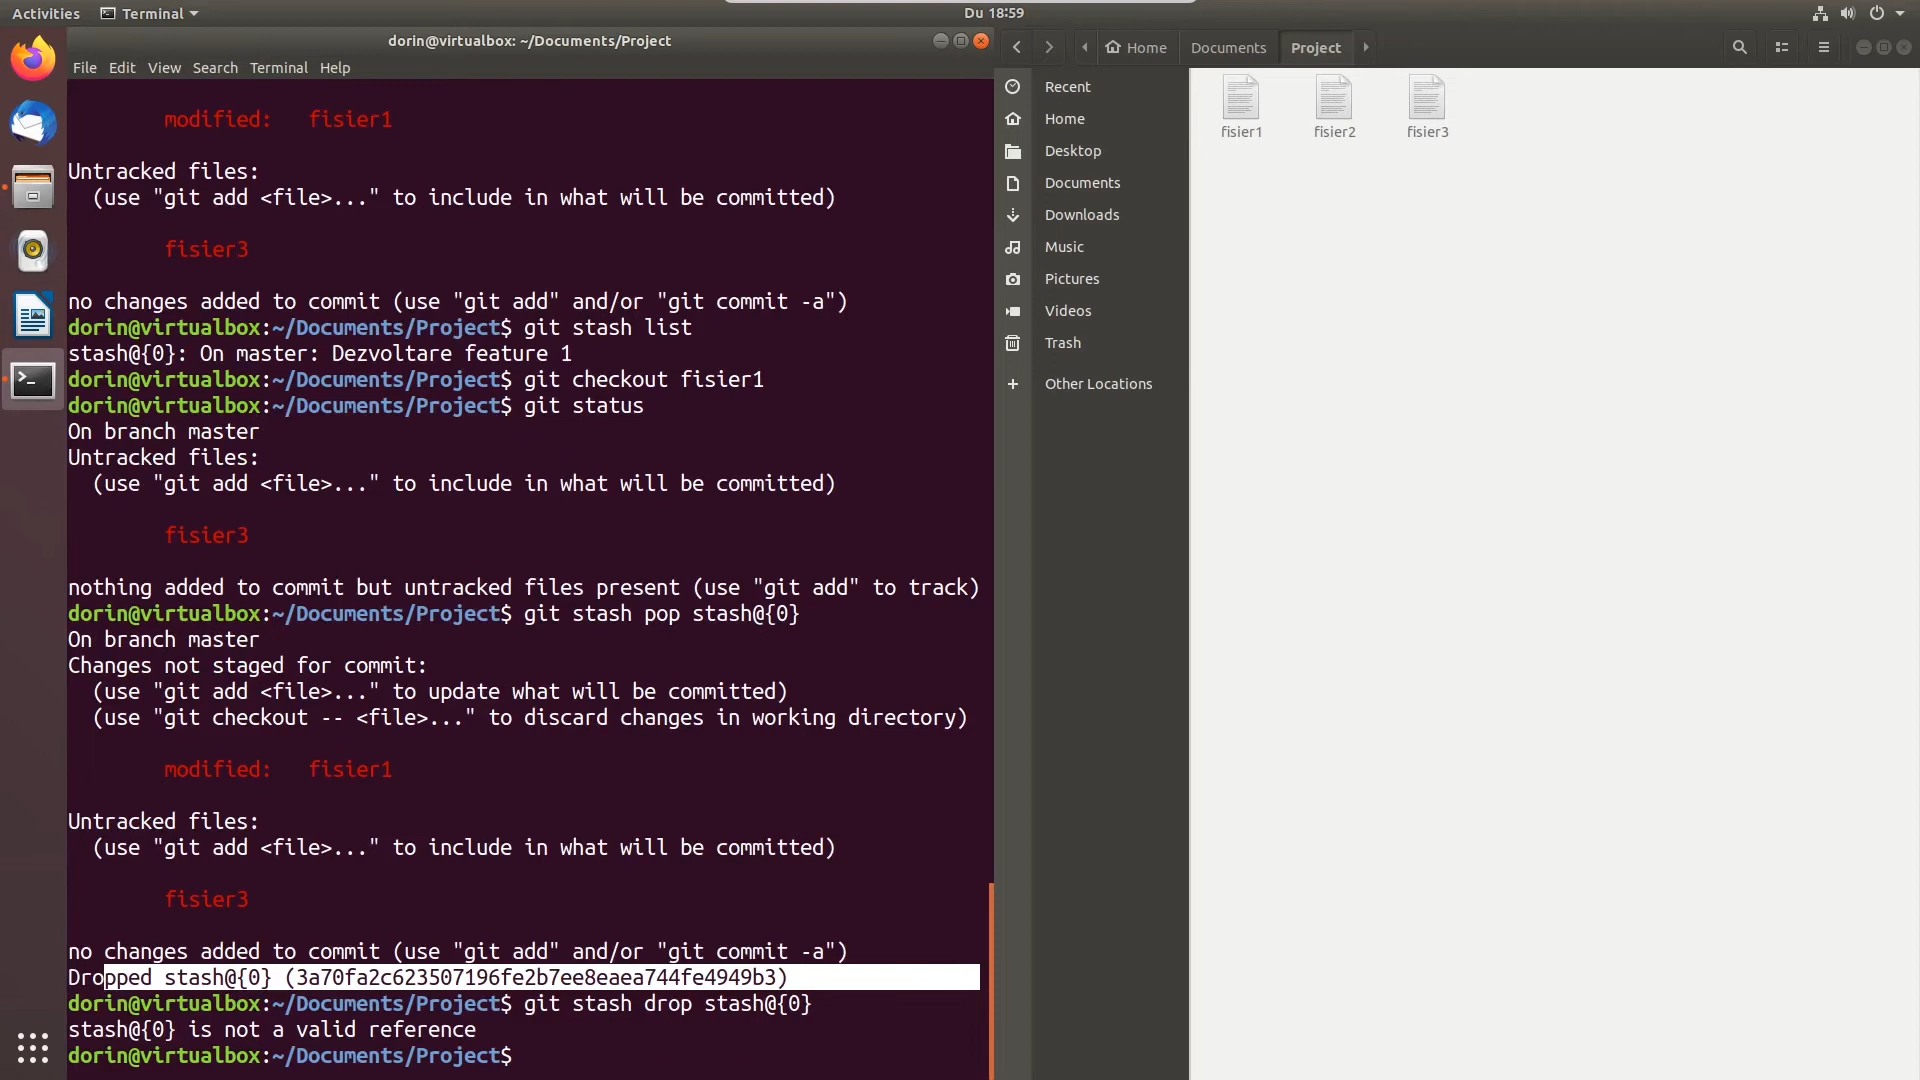 Activities
Terminal
Du 18:59
dorin@virtualbox: ~/Documents/Project
File Edit View Search Terminal Help
modified:   fisier1
Untracked files:
(use "git add <file>..." to include in what will be committed)
fisier3
no changes added to commit (use "git add" and/or "git commit -a")
dorin@virtualbox:~/Documents/Project$ git stash list
stash@{0}: On master: Dezvoltare feature 1
dorin@virtualbox:~/Documents/Project$ git checkout fisier1
dorin@virtualbox:~/Documents/Project$ git status
On branch master
Untracked files:
(use "git add <file>..." to include in what will be committed)
fisier3
nothing added to commit but untracked files present (use "git add" to track)
dorin@virtualbox:~/Documents/Project$ git stash pop stash@{0}
On branch master
Changes not staged for commit:
(use "git add <file>..." to update what will be committed)
(use "git checkout -- <file>..." to discard changes in working directory)
modified:   fisier1
Untracked files:
(use "git add <file>..." to include in what will be committed)
fisier3
no changes added to commit (use "git add" and/or "git commit -a")
Dropped stash@{0} (3a70fa2c623507196fe2b7ee8eaea744fe4949b3)
dorin@virtualbox:~/Documents/Project$ git stash drop stash@{0}
stash@{0} is not a valid reference
dorin@virtualbox:~/Documents/Project$
Home Documents Project
Recent
Home
Desktop
Documents
Downloads
Music
Pictures
Videos
Trash
Other Locations
fisier1 fisier2 fisier3